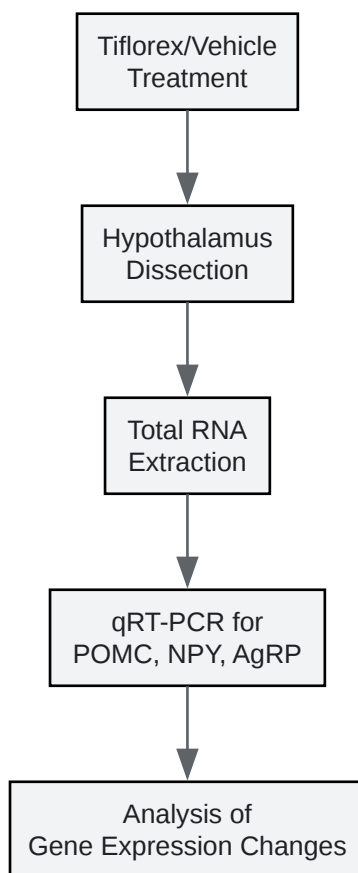 Tiflorex/Vehicle
Treatment
Hypothalamus
Dissection
Total RNA
Extraction
qRT-PCR for
POMC, NPY, AgRP
Analysis of
Gene Expression Changes